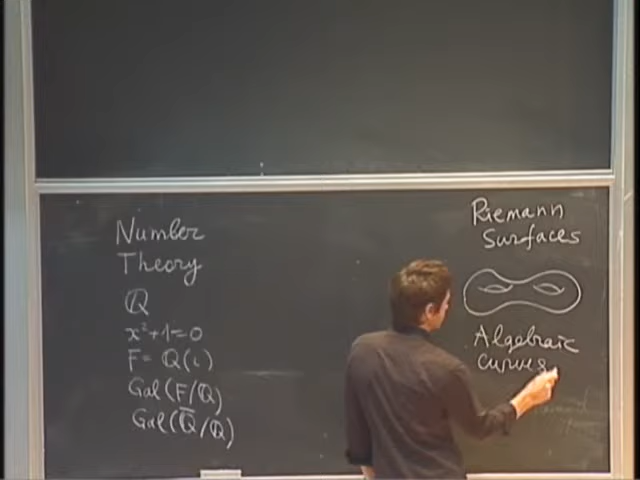 Number
Theory
ℚ
x²+1=0
F= ℚ(i)
Gal(F/ℚ)
Gal(ℚ̅/ℚ)
Riemann
Surfaces
Algebraic
curves